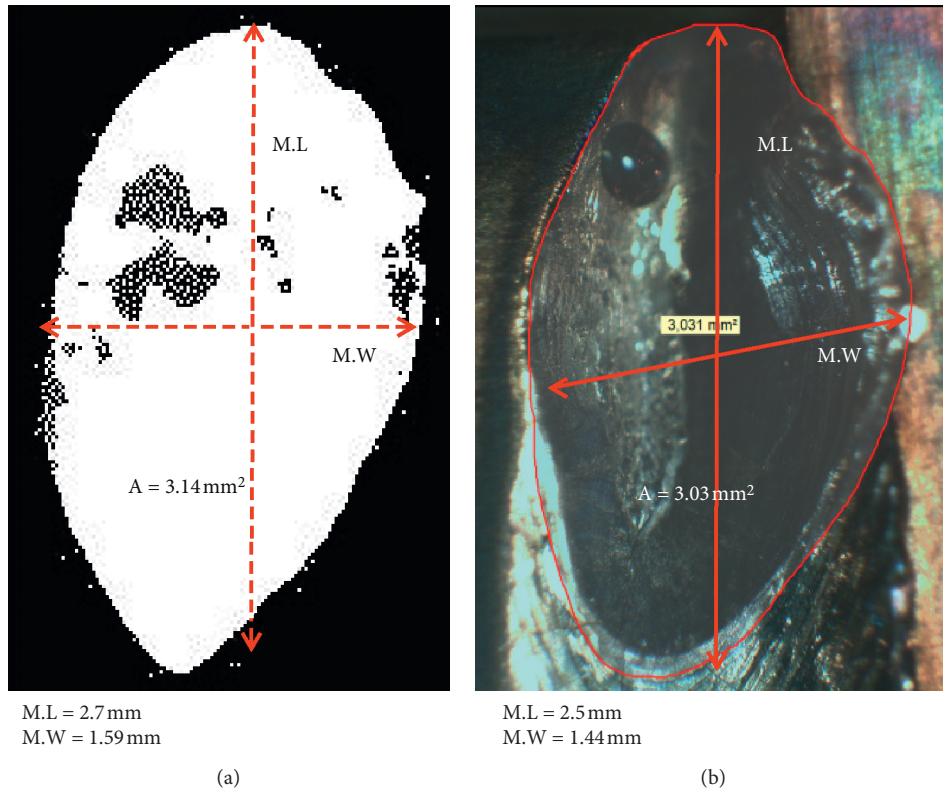 M.L
M.W
A = 3.14 mm²
M.L = 2.7 mm
M.W = 1.59 mm
(a)
M.L
3,031 mm²
M.W
A = 3.03 mm²
M.L = 2.5 mm
M.W = 1.44 mm
(b)